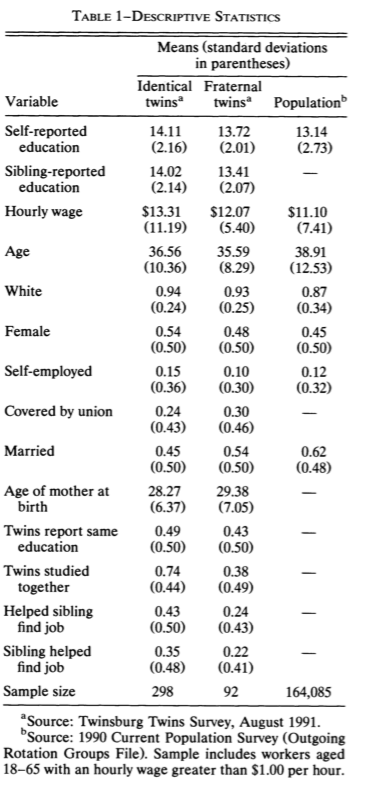 TABLE 1–DESCRIPTIVE STATISTICS
Means (standard deviations
in parentheses)
Identical Fraternal
Variable twinsᵃ twinsᵃ Populationᵇ
Self-reported 14.11 13.72 13.14
education (2.16) (2.01) (2.73)
Sibling-reported 14.02 13.41 —
education (2.14) (2.07)
Hourly wage $13.31 $12.07 $11.10
(11.19) (5.40) (7.41)
Age 36.56 35.59 38.91
(10.36) (8.29) (12.53)
White 0.94 0.93 0.87
(0.24) (0.25) (0.34)
Female 0.54 0.48 0.45
(0.50) (0.50) (0.50)
Self-employed 0.15 0.10 0.12
(0.36) (0.30) (0.32)
Covered by union 0.24 0.30 —
(0.43) (0.46)
Married 0.45 0.54 0.62
(0.50) (0.50) (0.48)
Age of mother at 28.27 29.38 —
birth (6.37) (7.05)
Twins report same 0.49 0.43 —
education (0.50) (0.50)
Twins studied 0.74 0.38 —
together (0.44) (0.49)
Helped sibling 0.43 0.24 —
find job (0.50) (0.43)
Sibling helped 0.35 0.22 —
find job (0.48) (0.41)
Sample size 298 92 164,085
ᵃSource: Twinsburg Twins Survey, August 1991.
ᵇSource: 1990 Current Population Survey (Outgoing
Rotation Groups File). Sample includes workers aged
18–65 with an hourly wage greater than $1.00 per hour.